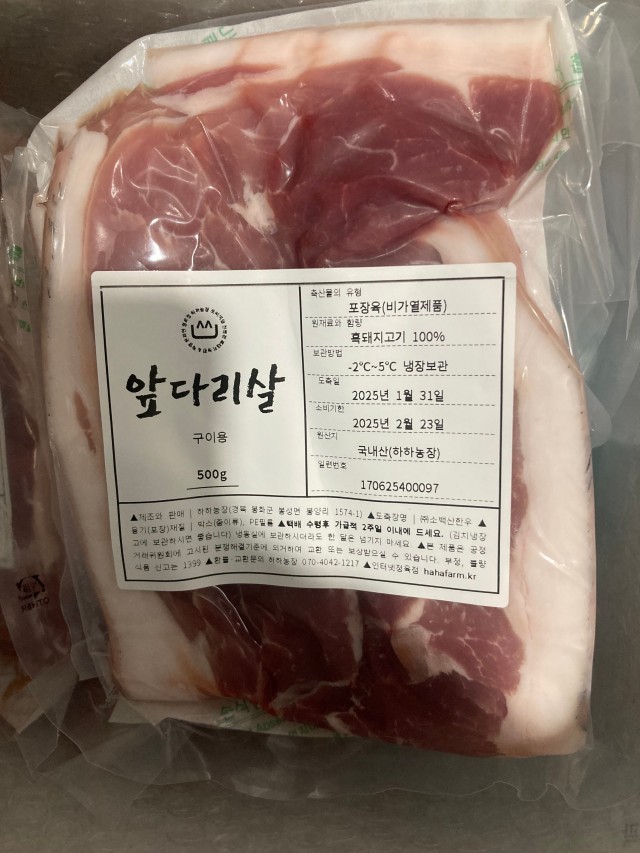 앞다리살
구이용
500g
축산물의 유형
포장육(비가열제품)
원재료와 함량
흑돼지고기 100%
보관방법
-2℃~5℃ 냉장보관
도축일
2025년 1월 31일
소비기한
2025년 2월 23일
원산지
국내산(하하농장)
일련번호
170625400097
▲제조와 판매 | 하하농장(경북 봉화군 봉성면 봉양리 1574-1) ▲도축장명 | ㈜소백산한우 ▲
용기(포장)재질 | 박스(종이류), PE필름 ▲택배 수령후 가급적 2주일 이내에 드세요. (김치냉장
고에 보관하시면 좋습니다) 냉동실에 보관하시더라도 한 달은 넘기지 마세요. ▲본 제품은 공정
거래위원회에 고시된 분쟁해결기준에 의거하여 교환 또는 보상받으실 수 있습니다. 부정, 불량
식품 신고는 1399 ▲환불·교환문의 하하농장 070-4042-1217 ▲인터넷정육점 hahafarm.kr